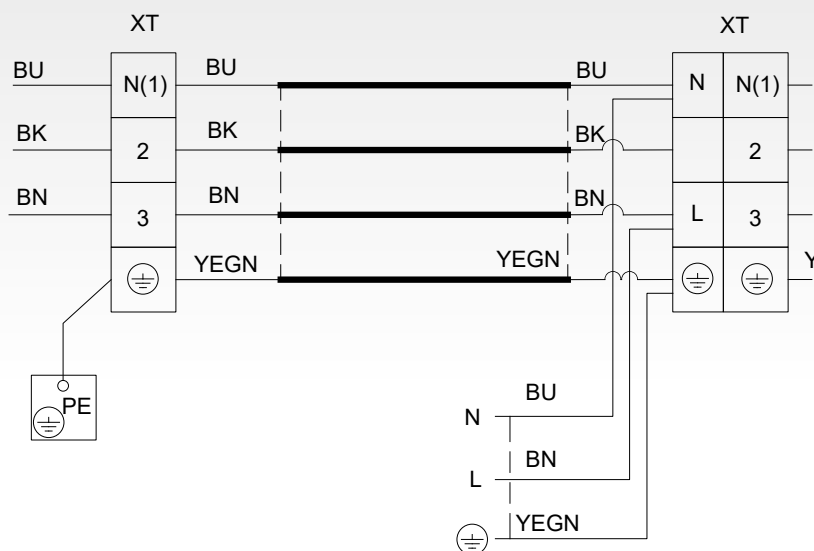 XT XT
BU BU BU
N(1) N N(1)
BK BK BK
2 2
BN BN BN
3 L 3
YEGN YEGN Y
PE
N BU
L BN
YEGN